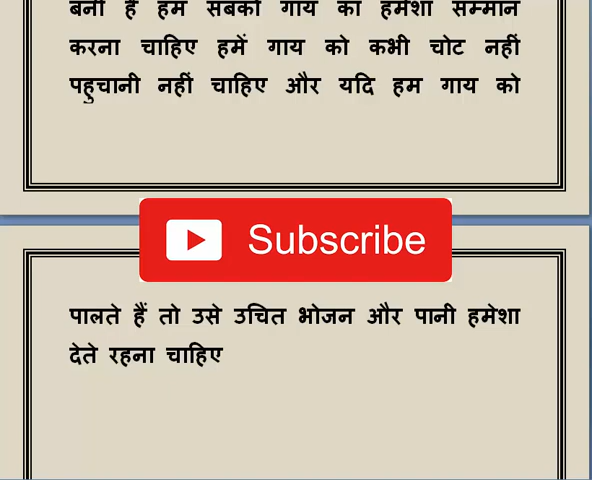 बनी है हम सबको गाय का हमेशा सम्मान
करना चाहिए हमें गाय को कभी चोट नहीं
पहुचानी नहीं चाहिए और यदि हम गाय को
Subscribe
पालते हैं तो उसे उचित भोजन और पानी हमेशा
देते रहना चाहिए